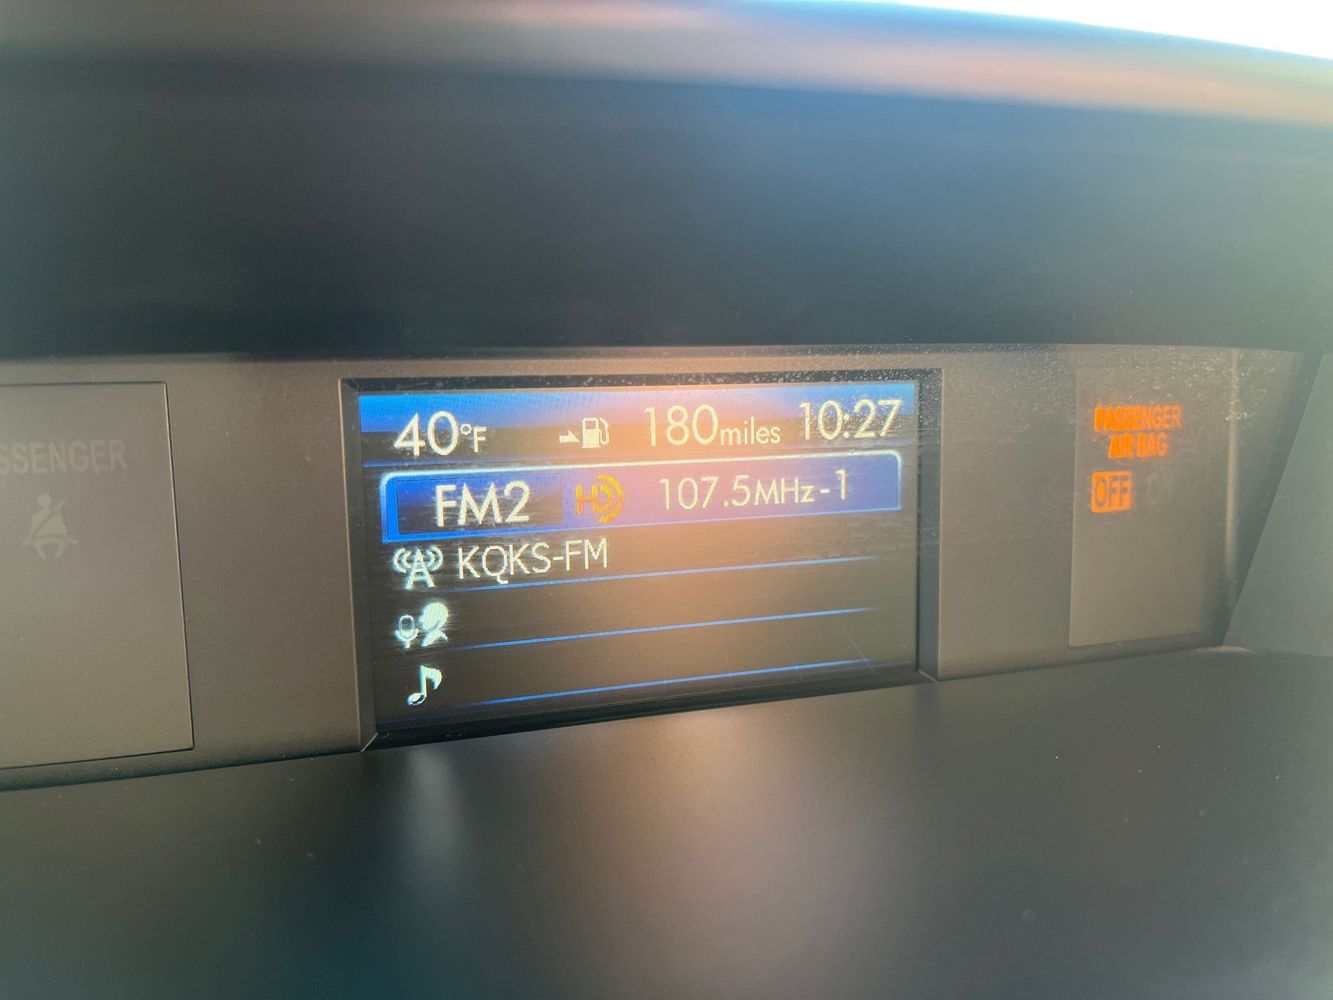 40°F 180miles 10:27
FM2 HD 107.5MHz-1
KQKS-FM
PASSENGER
AIR BAG
OFF ON
SSENGER